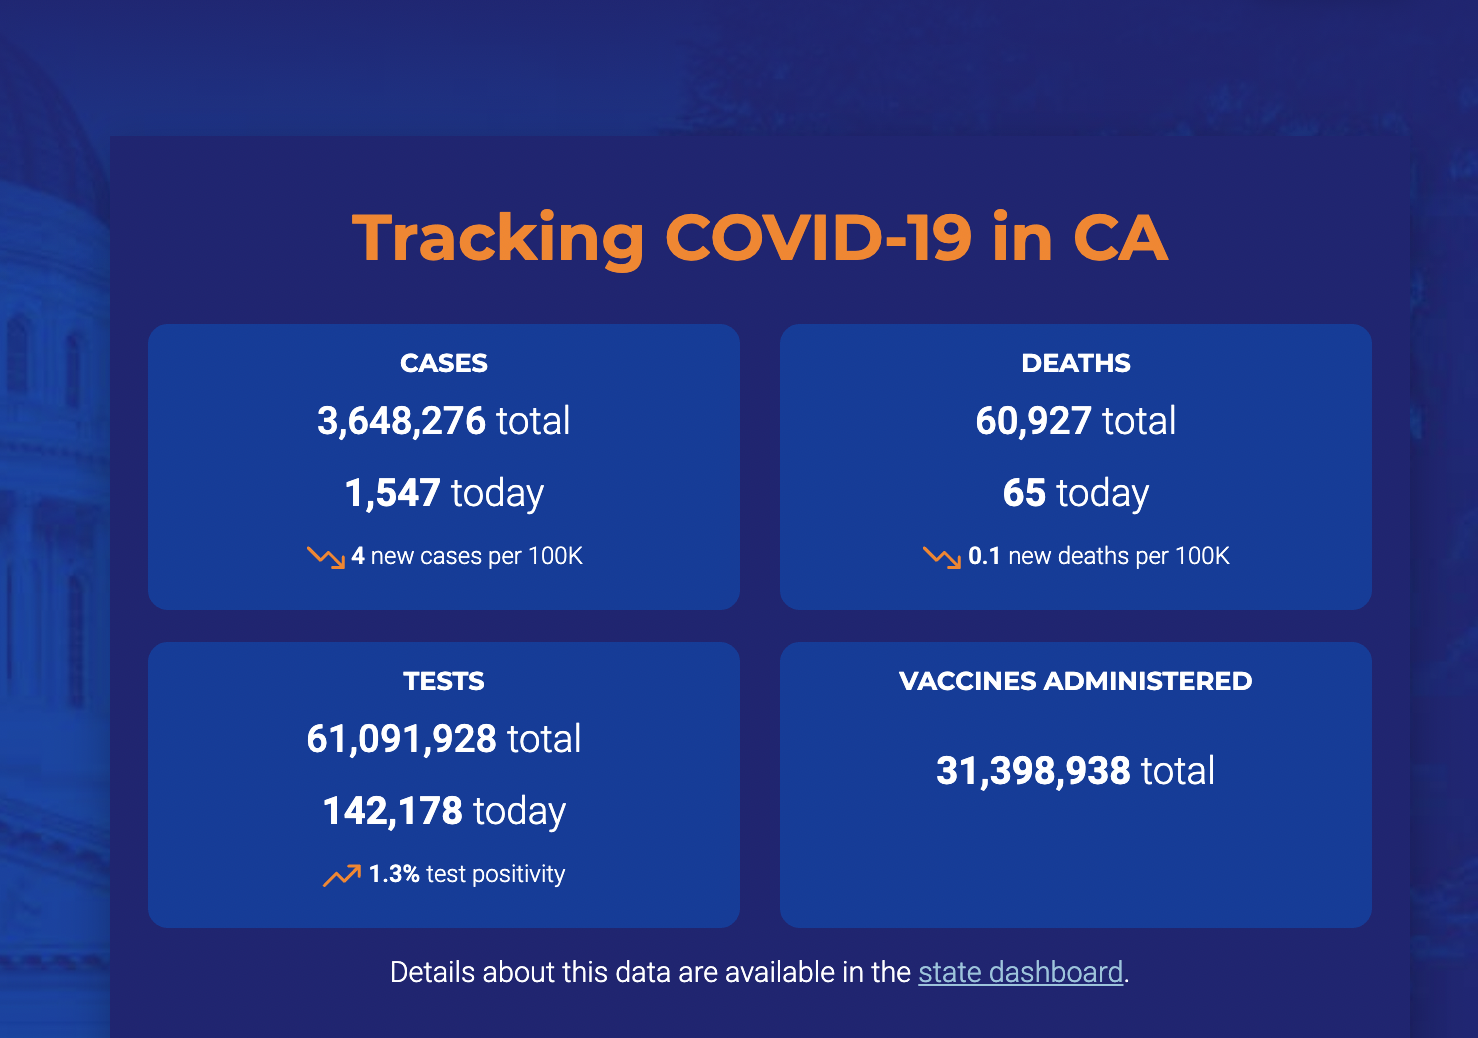 Tracking COVID-19 in CA
CASES
3,648,276 total
1,547 today
4 new cases per 100K
DEATHS
60,927 total
65 today
0.1 new deaths per 100K
TESTS
61,091,928 total
142,178 today
1.3% test positivity
VACCINES ADMINISTERED
31,398,938 total
Details about this data are available in the state dashboard.